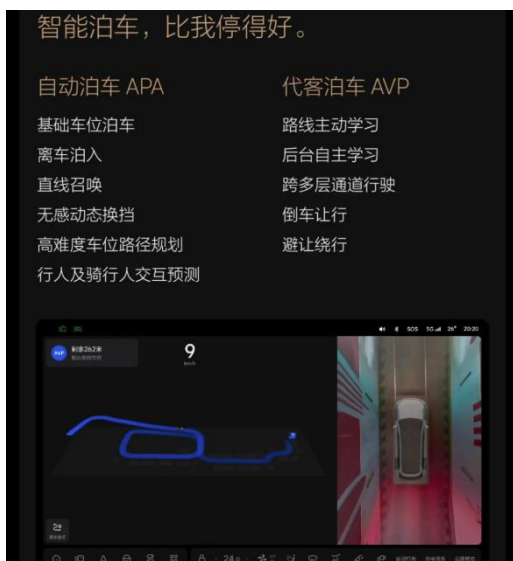 智能泊车，比我停得好。
自动泊车 APA
基础车位泊车
离车泊入
直线召唤
无感动态换挡
高难度车位路径规划
行人及骑行人交互预测
代客泊车 AVP
路线主动学习
后台自主学习
跨多层通道行驶
倒车让行
避让绕行
SOS 5G 26° 20:20
AVP
剩余262米
9
km/h
24